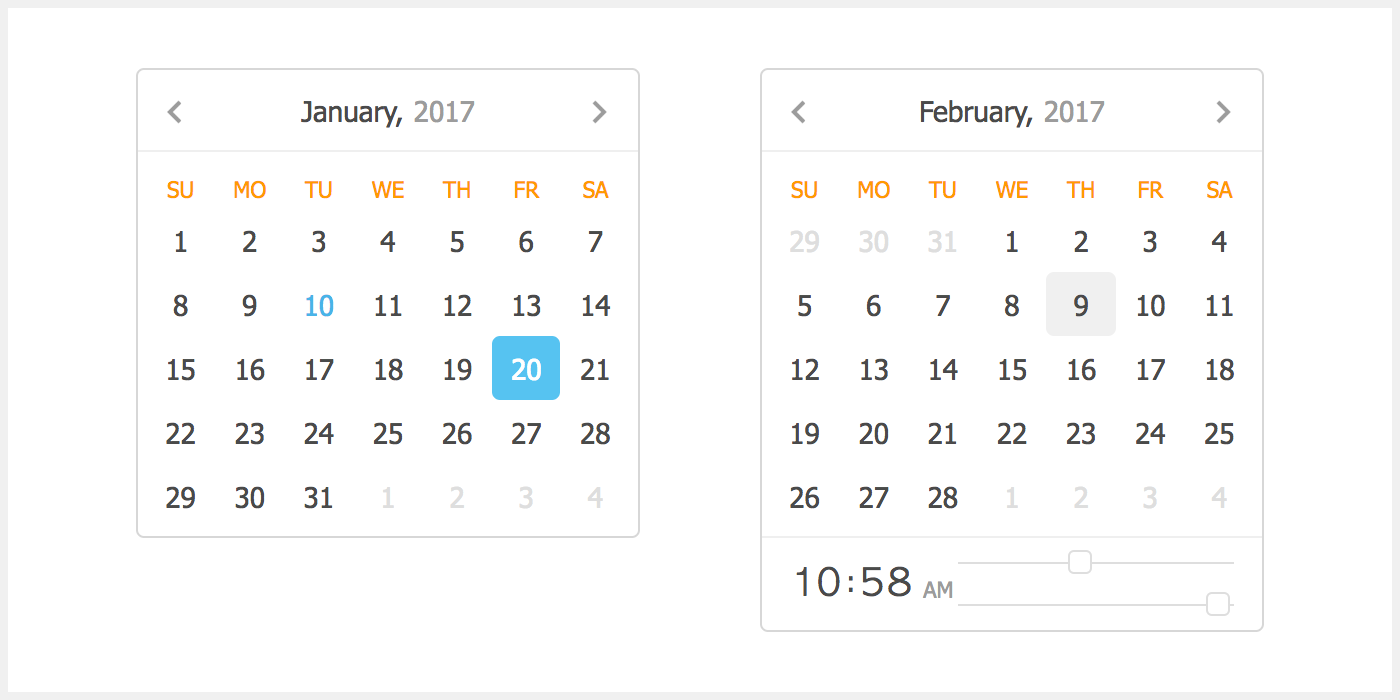 January, 2017
SU MO TU WE TH FR SA
1 2 3 4 5 6 7
8 9 10 11 12 13 14
15 16 17 18 19 20 21
22 23 24 25 26 27 28
29 30 31 1 2 3 4
February, 2017
SU MO TU WE TH FR SA
29 30 31 1 2 3 4
5 6 7 8 9 10 11
12 13 14 15 16 17 18
19 20 21 22 23 24 25
26 27 28 1 2 3 4
10:58 AM